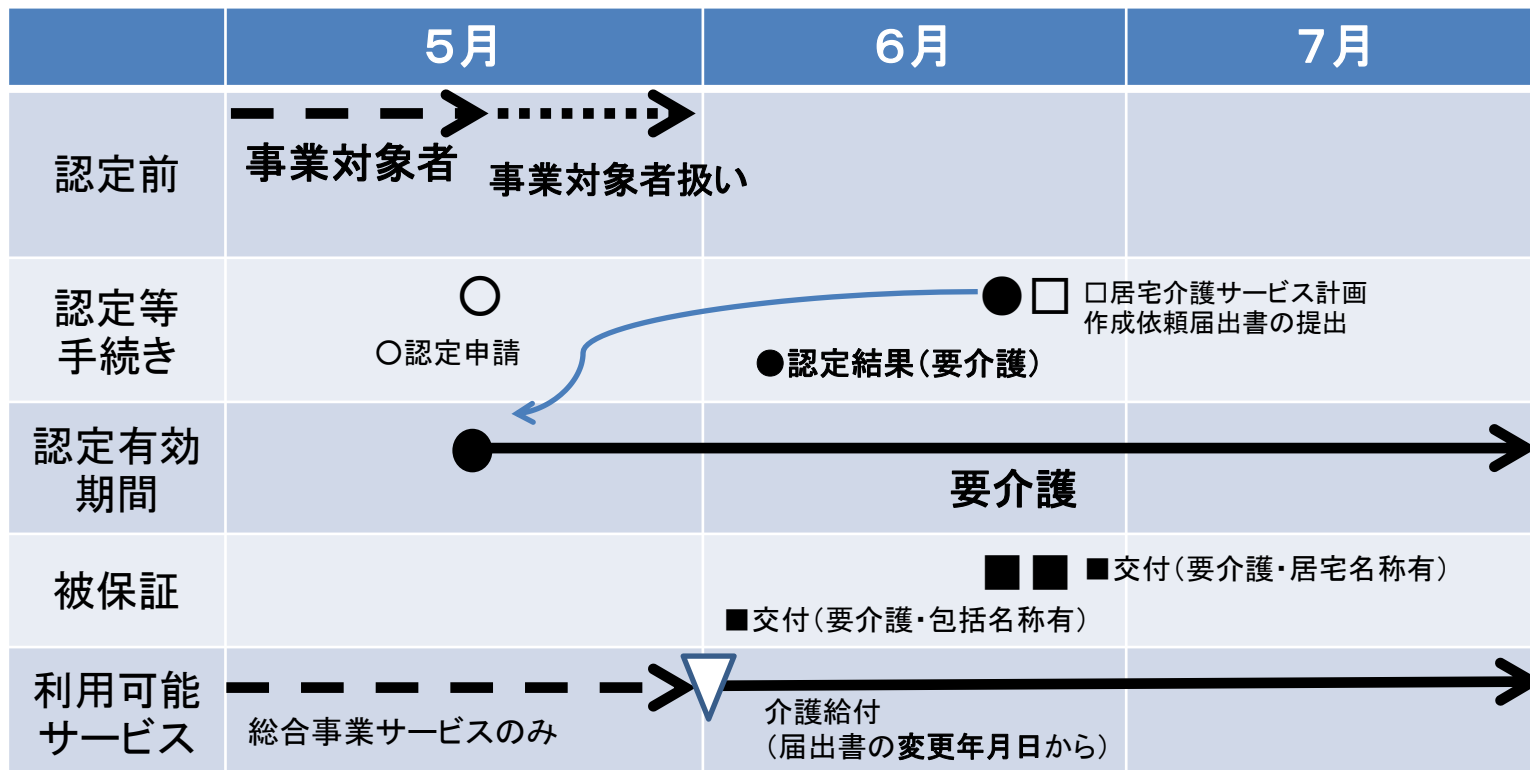 ５月
６月
７月
認定前
事業対象者
事業対象者扱い
認定等
手続き
○認定申請
●認定結果（要介護）
□居宅介護サービス計画
作成依頼届出書の提出
認定有効
期間
要介護
被保証
■交付（要介護・包括名称有）
■交付（要介護・居宅名称有）
利用可能
サービス
総合事業サービスのみ
介護給付
（届出書の変更年月日から）